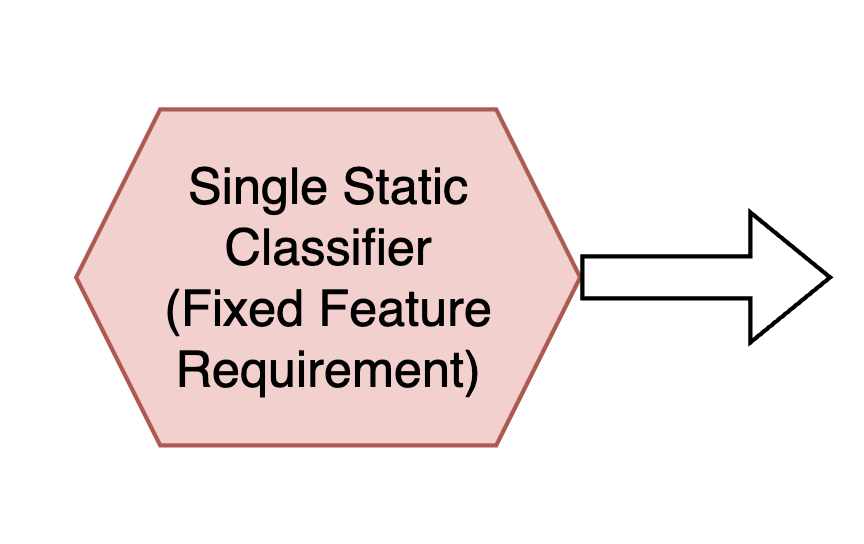 Single Static
Classifier
(Fixed Feature
Requirement)